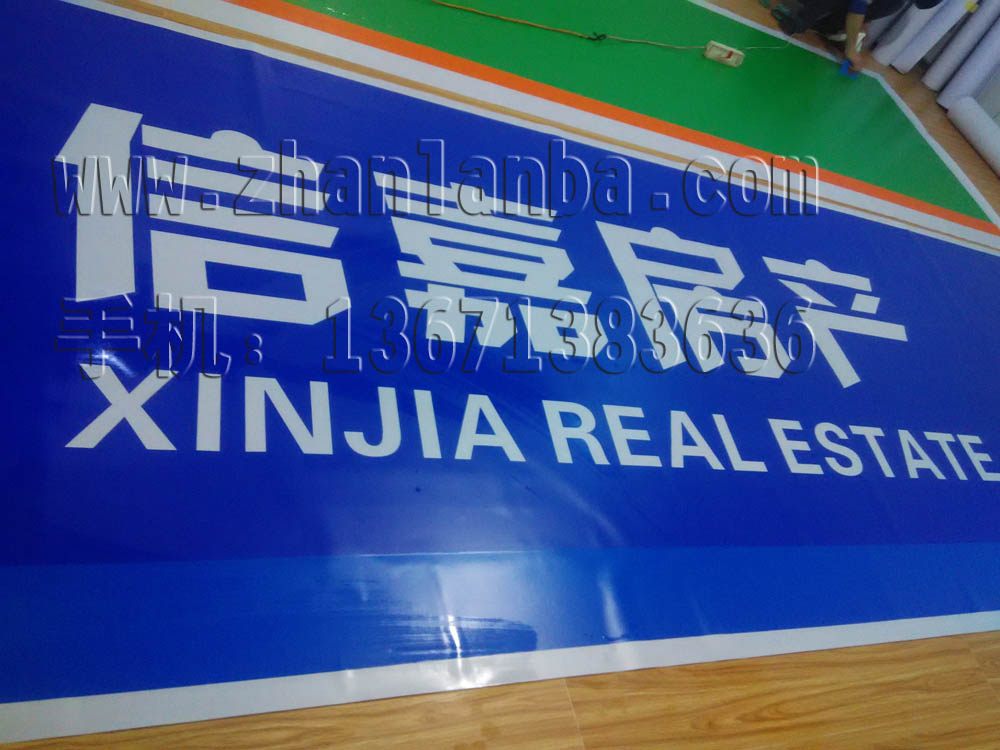 www.zhanlanba.com
信嘉房产
手机：13671383636
XINJIA REAL ESTATE